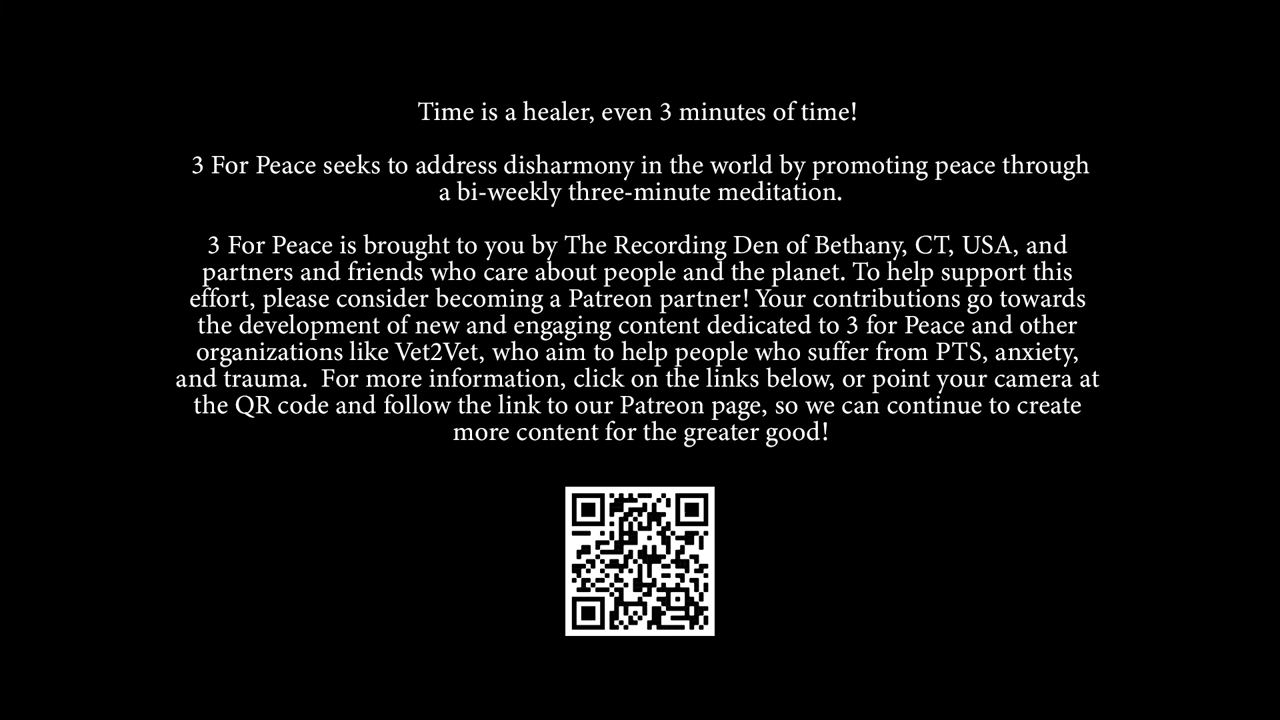 Time is a healer, even 3 minutes of time!
3 For Peace seeks to address disharmony in the world by promoting peace through
a bi-weekly three-minute meditation.
3 For Peace is brought to you by The Recording Den of Bethany, CT, USA, and
partners and friends who care about people and the planet. To help support this
effort, please consider becoming a Patreon partner! Your contributions go towards
the development of new and engaging content dedicated to 3 for Peace and other
organizations like Vet2Vet, who aim to help people who suffer from PTS, anxiety,
and trauma.  For more information, click on the links below, or point your camera at
the QR code and follow the link to our Patreon page, so we can continue to create
more content for the greater good!